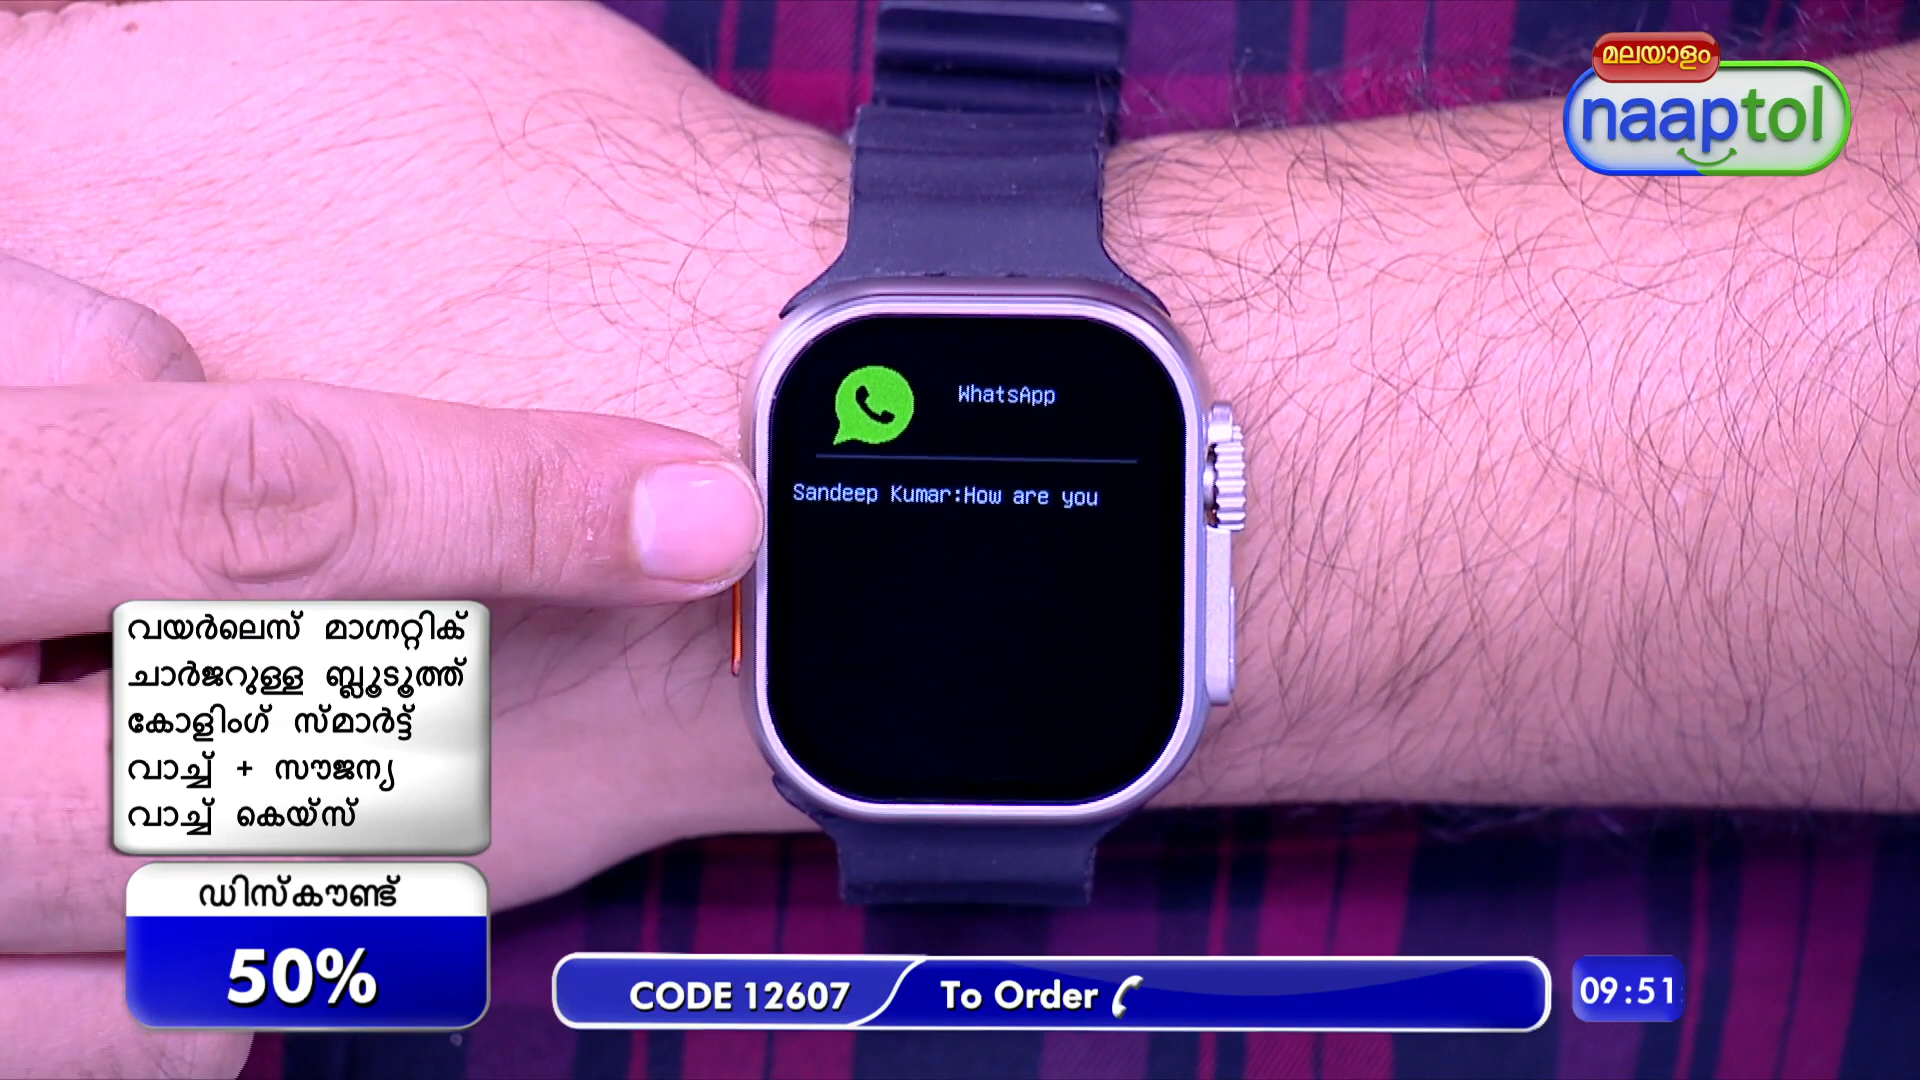 മലയാളം
naaptol
WhatsApp
Sandeep Kumar:How are you
വയർലെസ് മാഗ്നറ്റിക്
ചാർജറുള്ള ബ്ലൂടൂത്ത്
കോളിംഗ് സ്മാർട്ട്
വാച്ച് + സൗജന്യ
വാച്ച് കെയ്സ്
ഡിസ്കൗണ്ട്
50%
CODE 12607 To Order
09:51